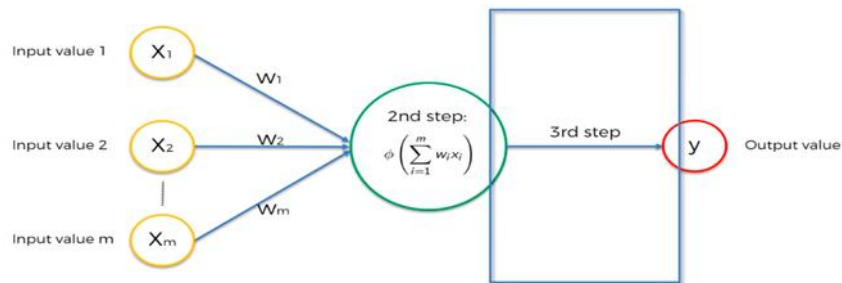 Input value 1
X₁
W₁
Input value 2
X₂
W₂
Input value m
Xₘ
Wₘ
2nd step:
ϕ(∑ᵢ₌₁ᵐ wᵢxᵢ)
3rd step
y
Output value